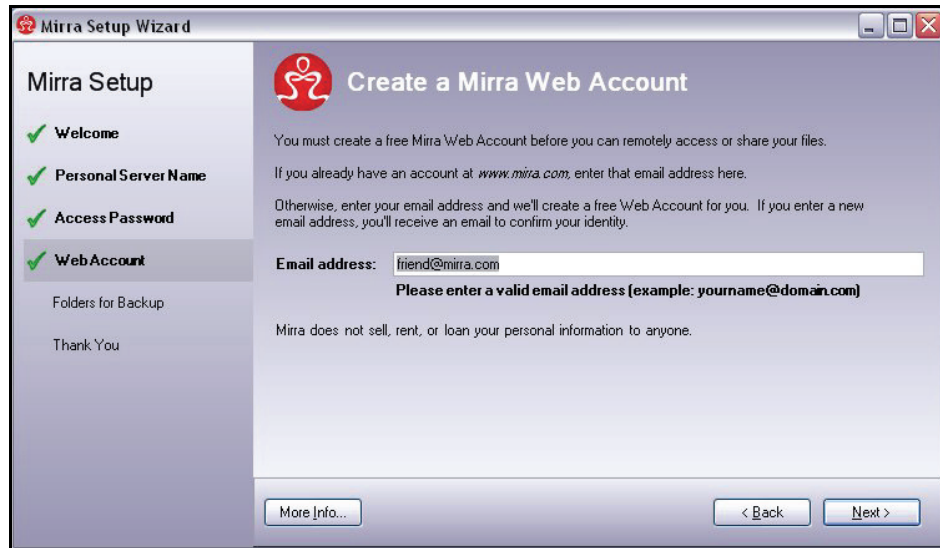 Mirra Setup Wizard
Mirra Setup
Welcome
Personal Server Name
Access Password
Web Account
Folders for Backup
Thank You
Create a Mirra Web Account
You must create a free Mirra Web Account before you can remotely access or share your files.
If you already have an account at www.mirra.com, enter that email address here.
Otherwise, enter your email address and we'll create a free Web Account for you. If you enter a new
email address, you'll receive an email to confirm your identity.
Email address: friend@mirra.com
Please enter a valid email address (example: yourname@domain.com)
Mirra does not sell, rent, or loan your personal information to anyone.
More Info... < Back Next >